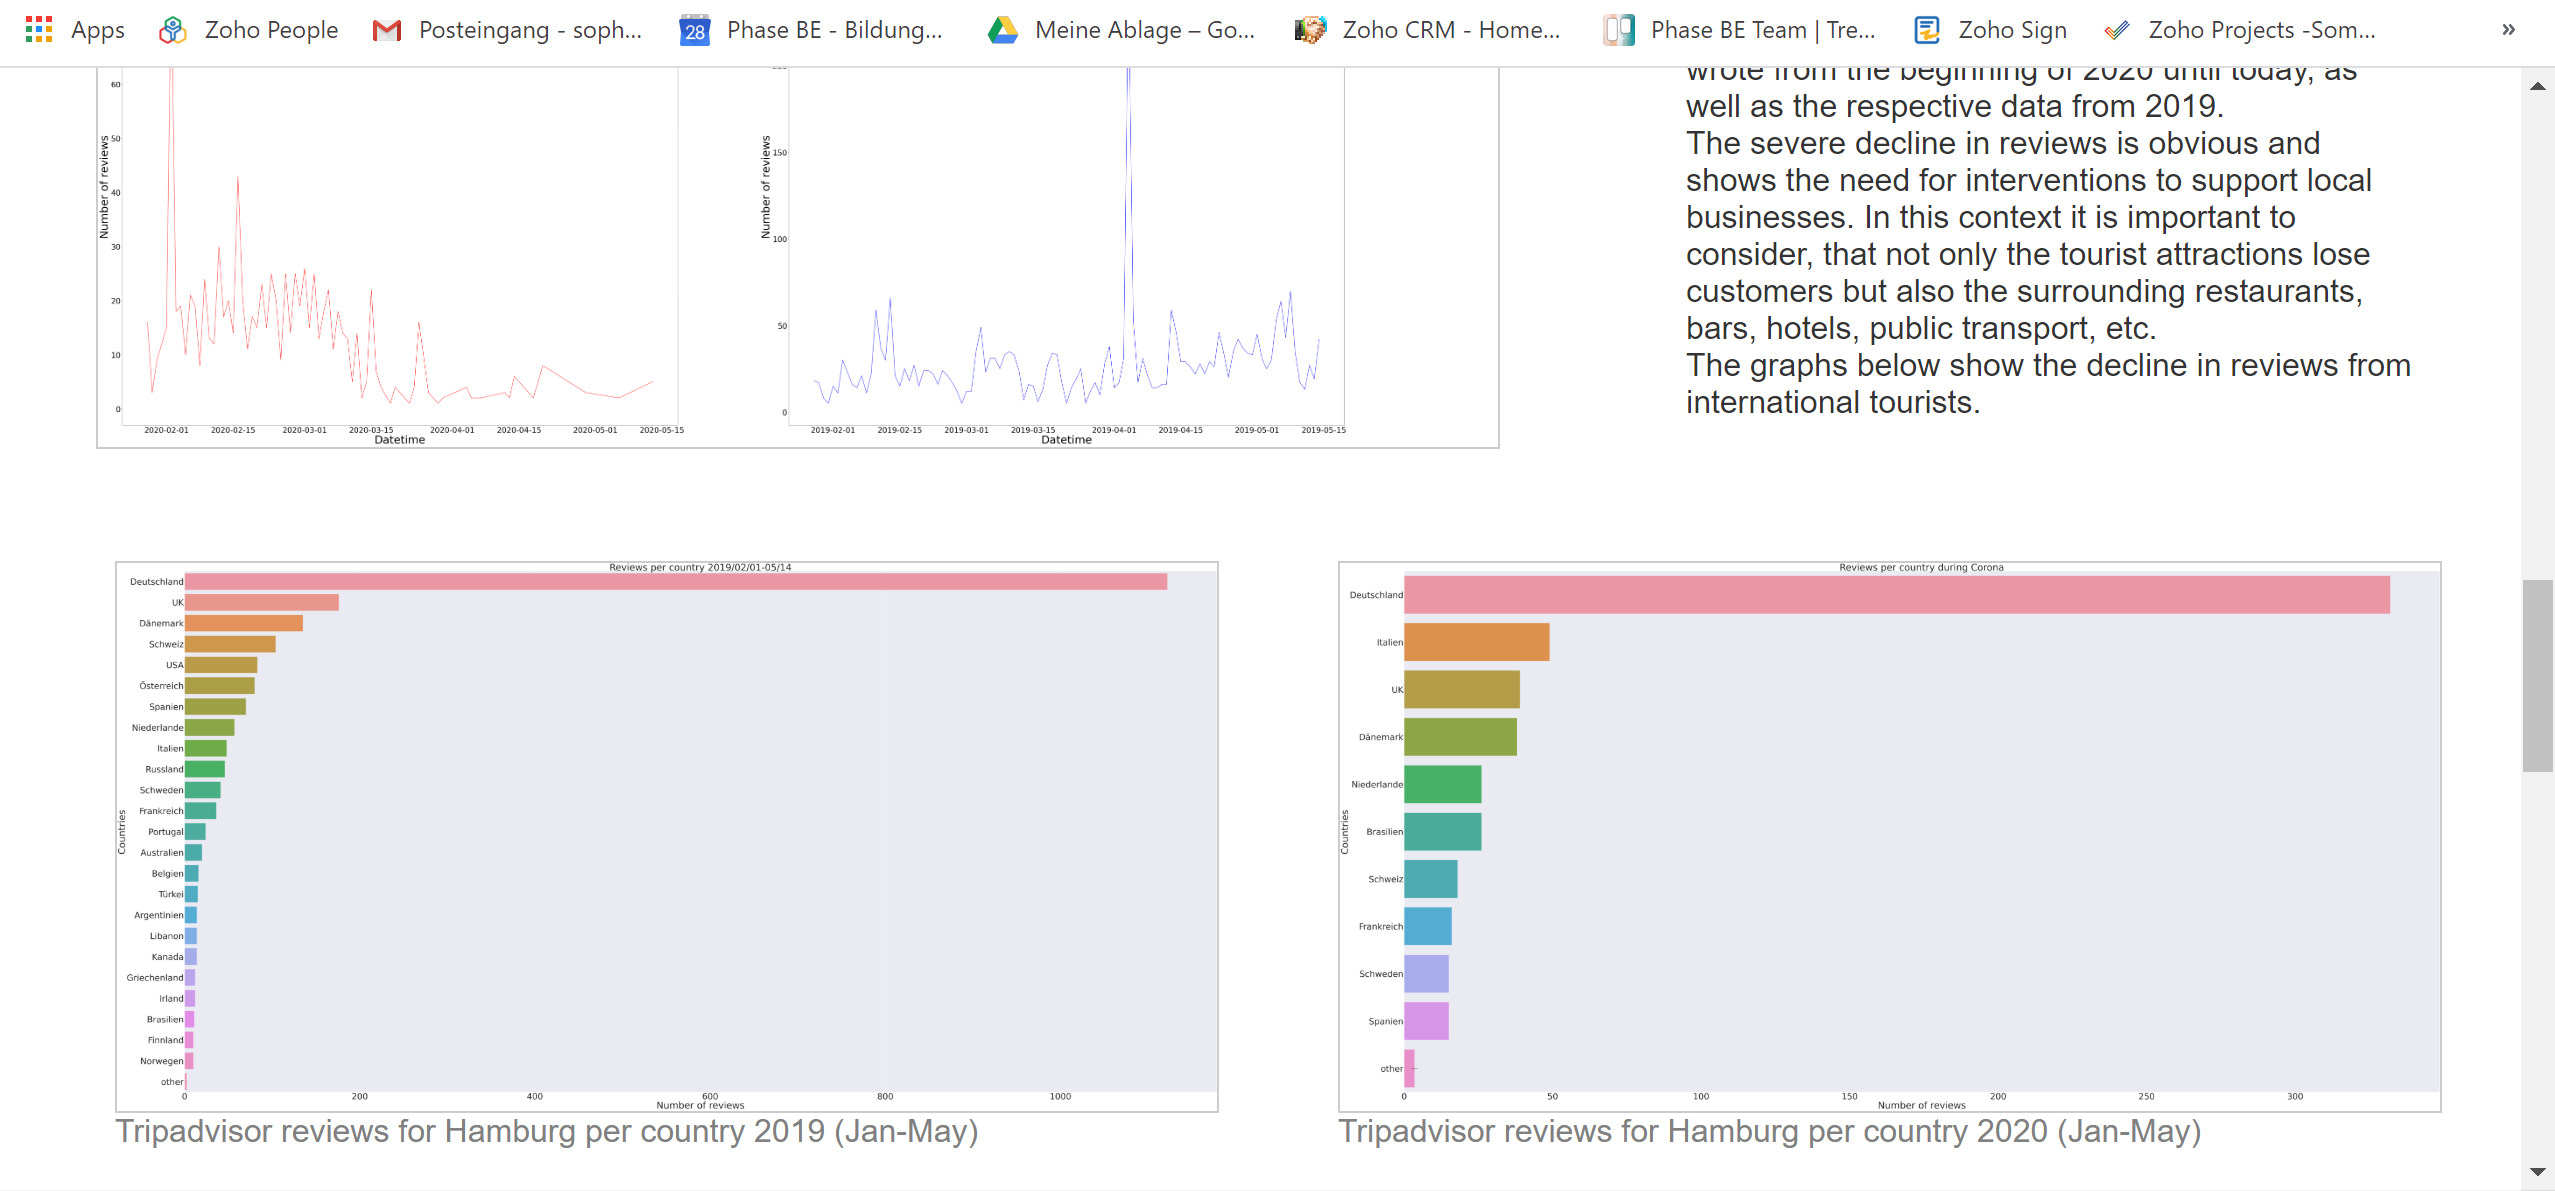 Apps Zoho People Posteingang - soph... 28 Phase BE - Bildung... Meine Ablage – Go... Zoho CRM - Home... Phase BE Team | Tre... Zoho Sign Zoho Projects -Som... »
60
50
40
30
20
10
0
Number of reviews
2020-02-01 2020-02-15 2020-03-01 2020-03-15 2020-04-01 2020-04-15 2020-05-01 2020-05-15
Datetime
150
100
50
0
Number of reviews
2019-02-01 2019-02-15 2019-03-01 2019-03-15 2019-04-01 2019-04-15 2019-05-01 2019-05-15
Datetime
wrote from the beginning of 2020 until today, as
well as the respective data from 2019.
The severe decline in reviews is obvious and
shows the need for interventions to support local
businesses. In this context it is important to
consider, that not only the tourist attractions lose
customers but also the surrounding restaurants,
bars, hotels, public transport, etc.
The graphs below show the decline in reviews from
international tourists.
Reviews per country 2019/02/01-05/14
Countries
Deutschland
UK
Dänemark
Schweiz
USA
Österreich
Spanien
Niederlande
Italien
Russland
Schweden
Frankreich
Portugal
Australien
Belgien
Türkei
Argentinien
Libanon
Kanada
Griechenland
Irland
Brasilien
Finnland
Norwegen
other
0 200 400 600 800 1000
Number of reviews
Tripadvisor reviews for Hamburg per country 2019 (Jan-May)
Reviews per country during Corona
Countries
Deutschland
Italien
UK
Dänemark
Niederlande
Brasilien
Schweiz
Frankreich
Schweden
Spanien
other
0 50 100 150 200 250 300
Number of reviews
Tripadvisor reviews for Hamburg per country 2020 (Jan-May)